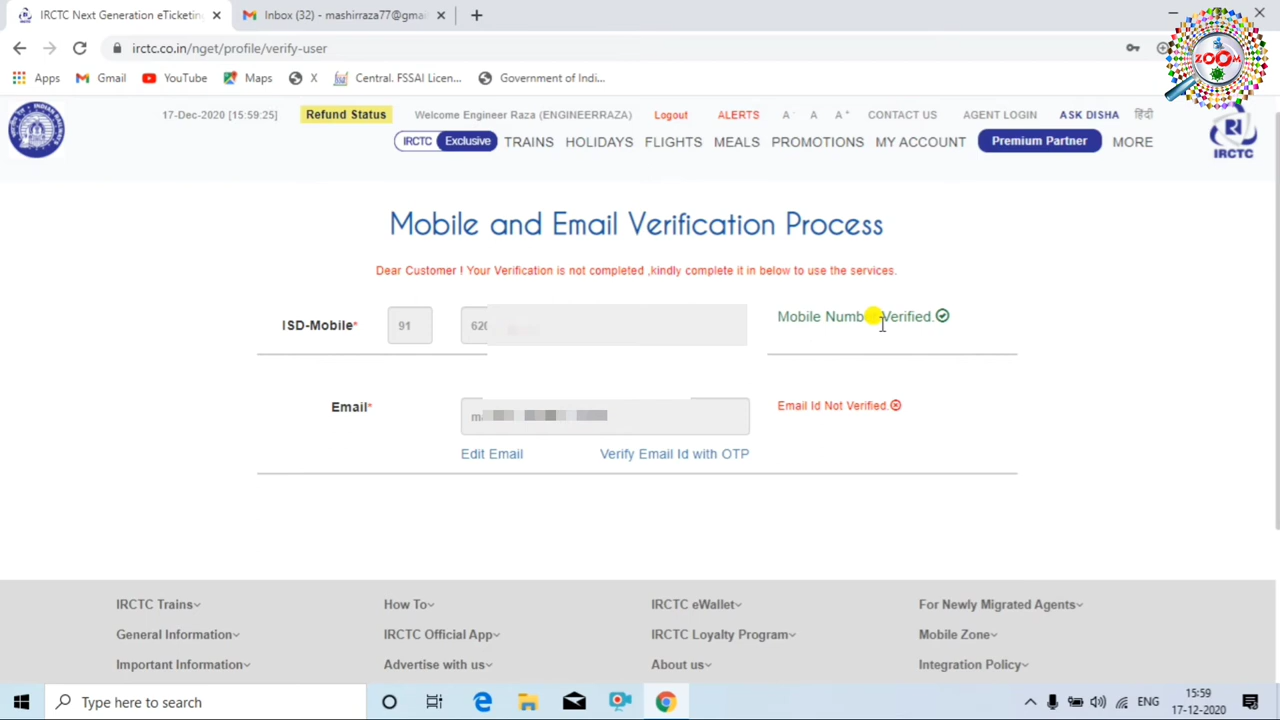 IRCTC Next Generation eTicketing
Inbox (32) - mashirraza77@gma
irctc.co.in/nget/profile/verify-user
Apps Gmail YouTube Maps X Central. FSSAI Licen... Government of Indi...
ZOOM
17-Dec-2020 [15:59:25] Refund Status Welcome Engineer Raza (ENGINEERRAZA) Logout ALERTS A- A A+ CONTACT US AGENT LOGIN ASK DISHA हिंदी
IRCTC Exclusive TRAINS HOLIDAYS FLIGHTS MEALS PROMOTIONS MY ACCOUNT Premium Partner MORE
IRCTC
Mobile and Email Verification Process
Dear Customer ! Your Verification is not completed ,kindly complete it in below to use the services.
ISD-Mobile* 91 620 Mobile Number Verified.
Email* Email Id Not Verified.
Edit Email Verify Email Id with OTP
IRCTC Trains How To IRCTC eWallet For Newly Migrated Agents
General Information IRCTC Official App IRCTC Loyalty Program Mobile Zone
Important Information Advertise with us About us Integration Policy
Type here to search
ENG 15:59
17-12-2020